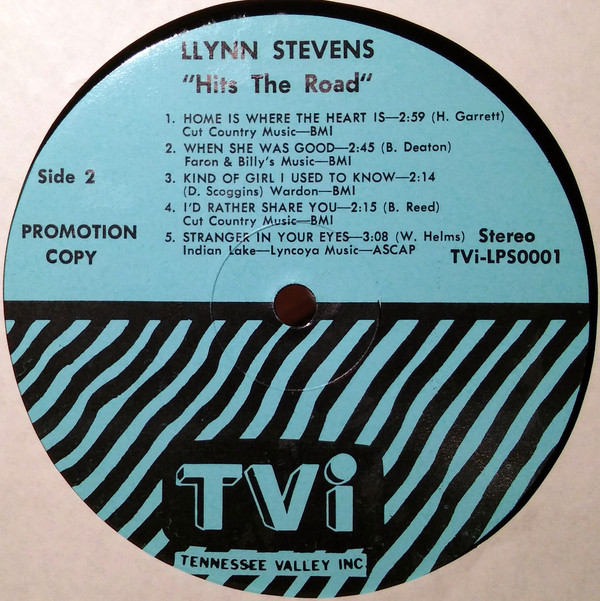 LLYNN STEVENS
"Hits The Road"
1. HOME IS WHERE THE HEART IS—2:59 (H. Garrett)
Cut Country Music—BMI
2. WHEN SHE WAS GOOD—2:45 (B. Deaton)
Faron & Billy's Music—BMI
3. KIND OF GIRL I USED TO KNOW—2:14
(D. Scoggins) Wardon—BMI
4. I'D RATHER SHARE YOU—2:15 (B. Reed)
Cut Country Music—BMI
5. STRANGER IN YOUR EYES—3:08 (W. Helms)
Indian Lake—Lyncoya Music—ASCAP
Side 2
PROMOTION
COPY
Stereo
TVi-LPS0001
TVi
TENNESSEE VALLEY INC.